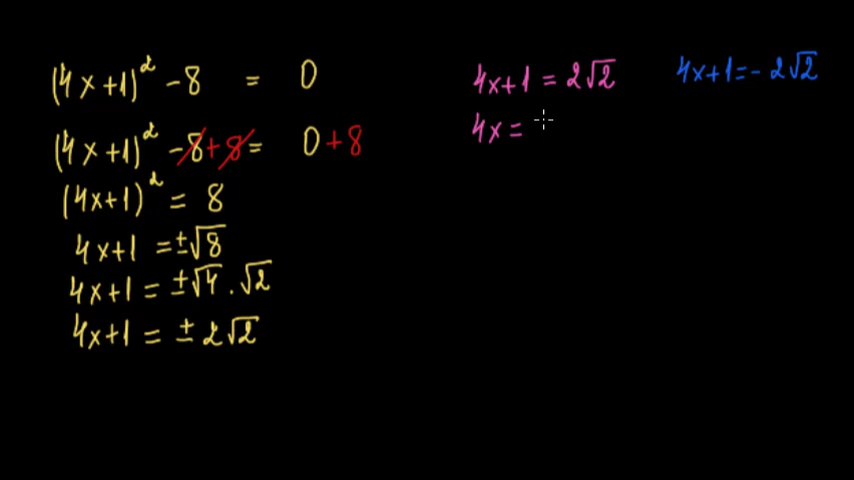 (4x+1)² -8 = 0
(4x+1)² -8+8= 0+8
(4x+1)² = 8
4x+1 =±√8
4x+1 = ±√4 . √2
4x+1 = ± 2√2
4x+1 = 2√2
4x =
4x+1=- 2√2